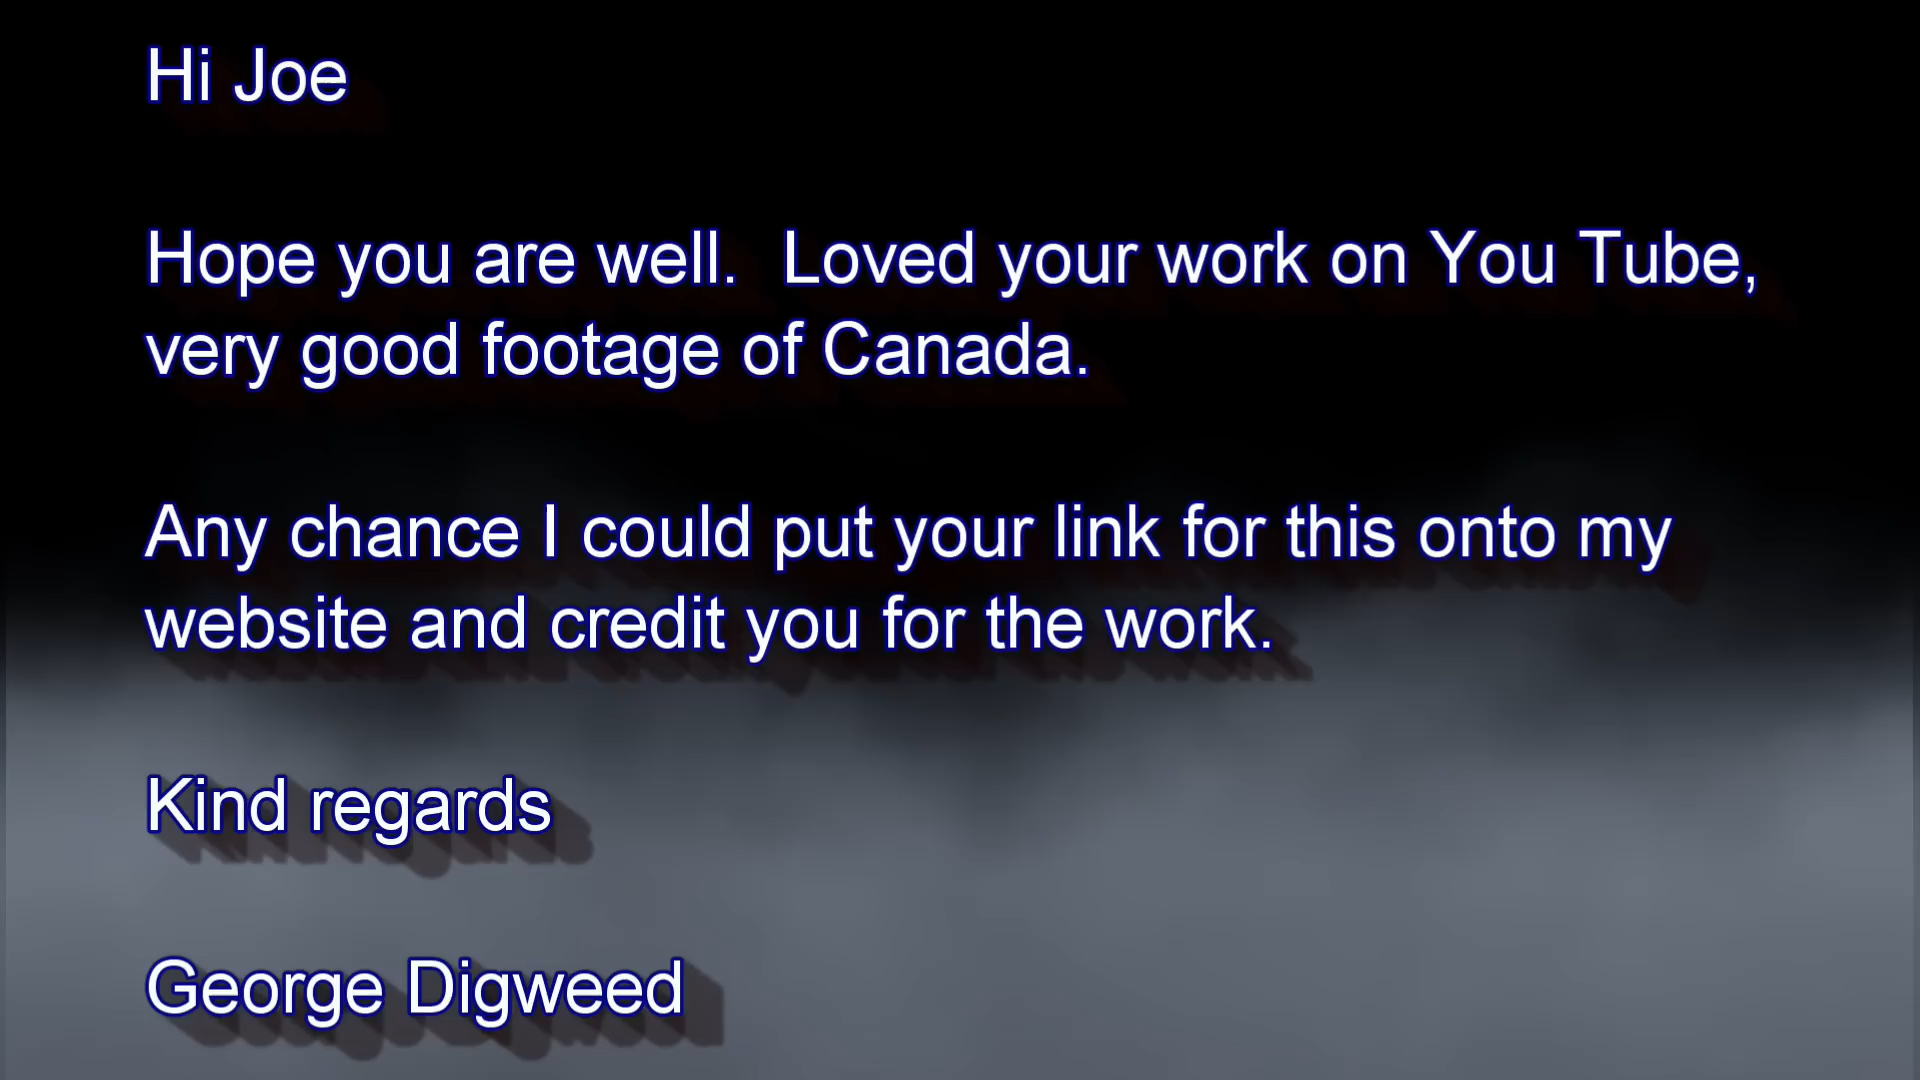 Hi Joe
Hope you are well.  Loved your work on You Tube,
very good footage of Canada.
Any chance I could put your link for this onto my
website and credit you for the work.
Kind regards
George Digweed